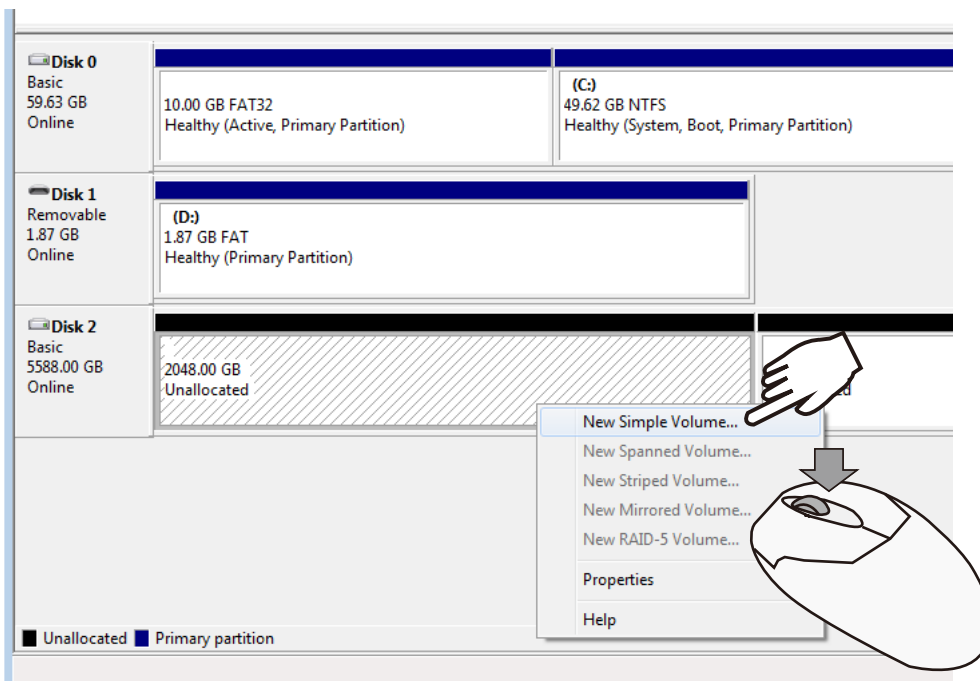 Disk 0
Basic
59.63 GB
Online
10.00 GB FAT32
Healthy (Active, Primary Partition)
(C:)
49.62 GB NTFS
Healthy (System, Boot, Primary Partition)
Disk 1
Removable
1.87 GB
Online
(D:)
1.87 GB FAT
Healthy (Primary Partition)
Disk 2
Basic
5588.00 GB
Online
2048.00 GB
Unallocated
New Simple Volume...
New Spanned Volume...
New Striped Volume...
New Mirrored Volume...
New RAID-5 Volume...
Properties
Help
Unallocated Primary partition